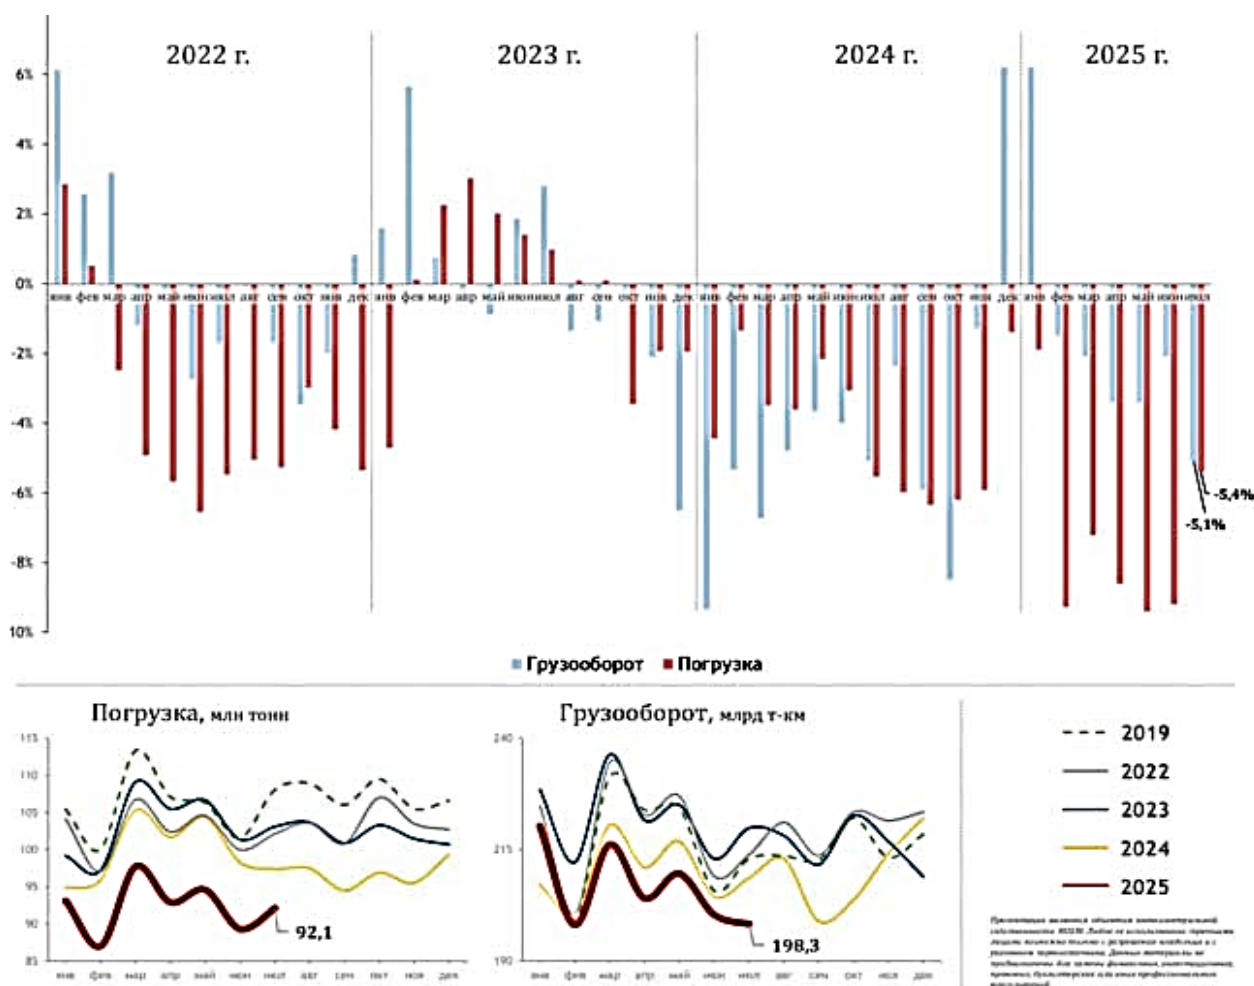 2022 г.
2023 г.
2024 г.
2025 г.
6%
4%
2%
0%
-2%
-4%
-6%
-8%
10%
янв фев мар апр май июн июл авг сен окт ноя дек янв фев мар апр май июн июл авг сен окт ноя дек янв фев мар апр май июн июл авг сен окт ноя дек янв фев мар апр май июн июл
-5,4%
-5,1%
Грузооборот Погрузка
Погрузка, млн тонн
115
110
105
100
95
90
85
92,1
янв фев мар апр май июн июл авг сен окт ноя дек
Грузооборот, млрд т-км
240
215
190
198,3
янв фев мар апр май июн июл авг сен окт ноя дек
2019
2022
2023
2024
2025